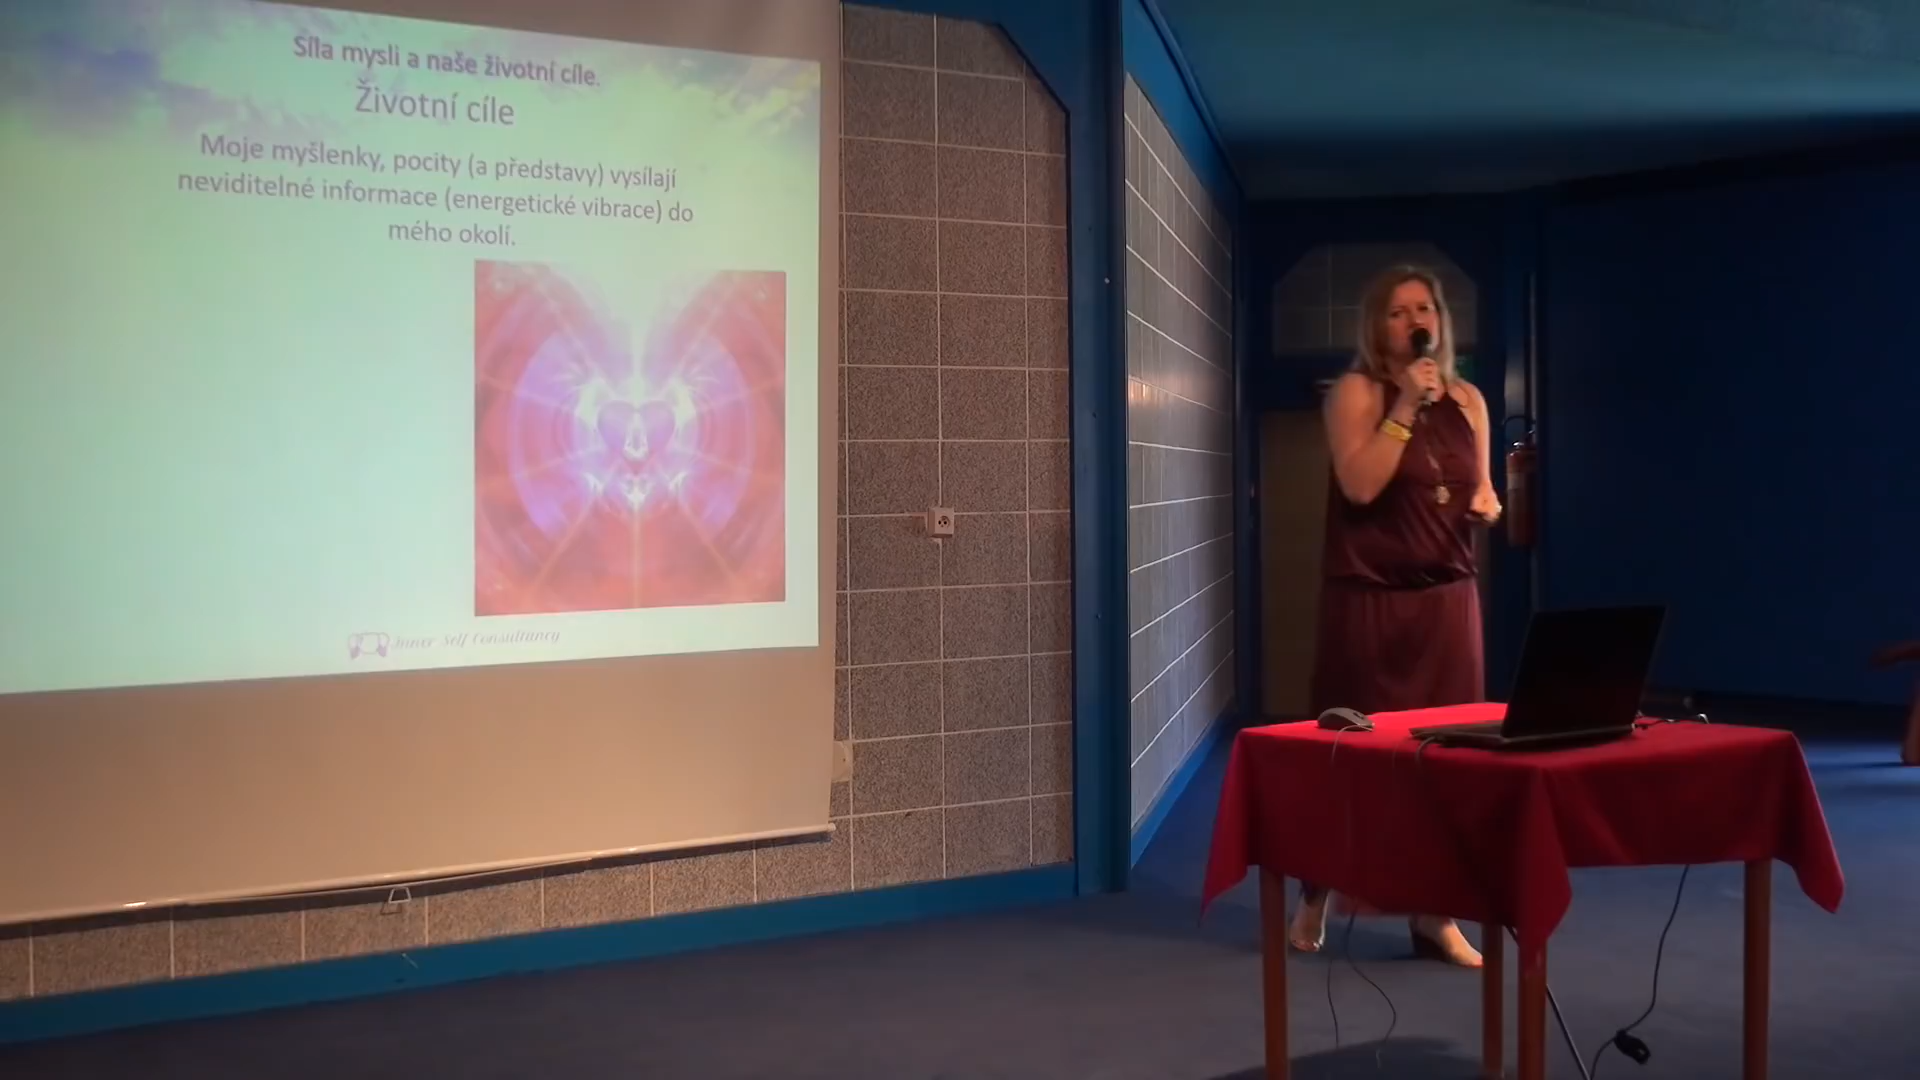 Síla mysli a naše životní cíle.
Životní cíle
Moje myšlenky, pocity (a představy) vysílají
neviditelné informace (energetické vibrace) do
mého okolí.
Inner Self Consultancy